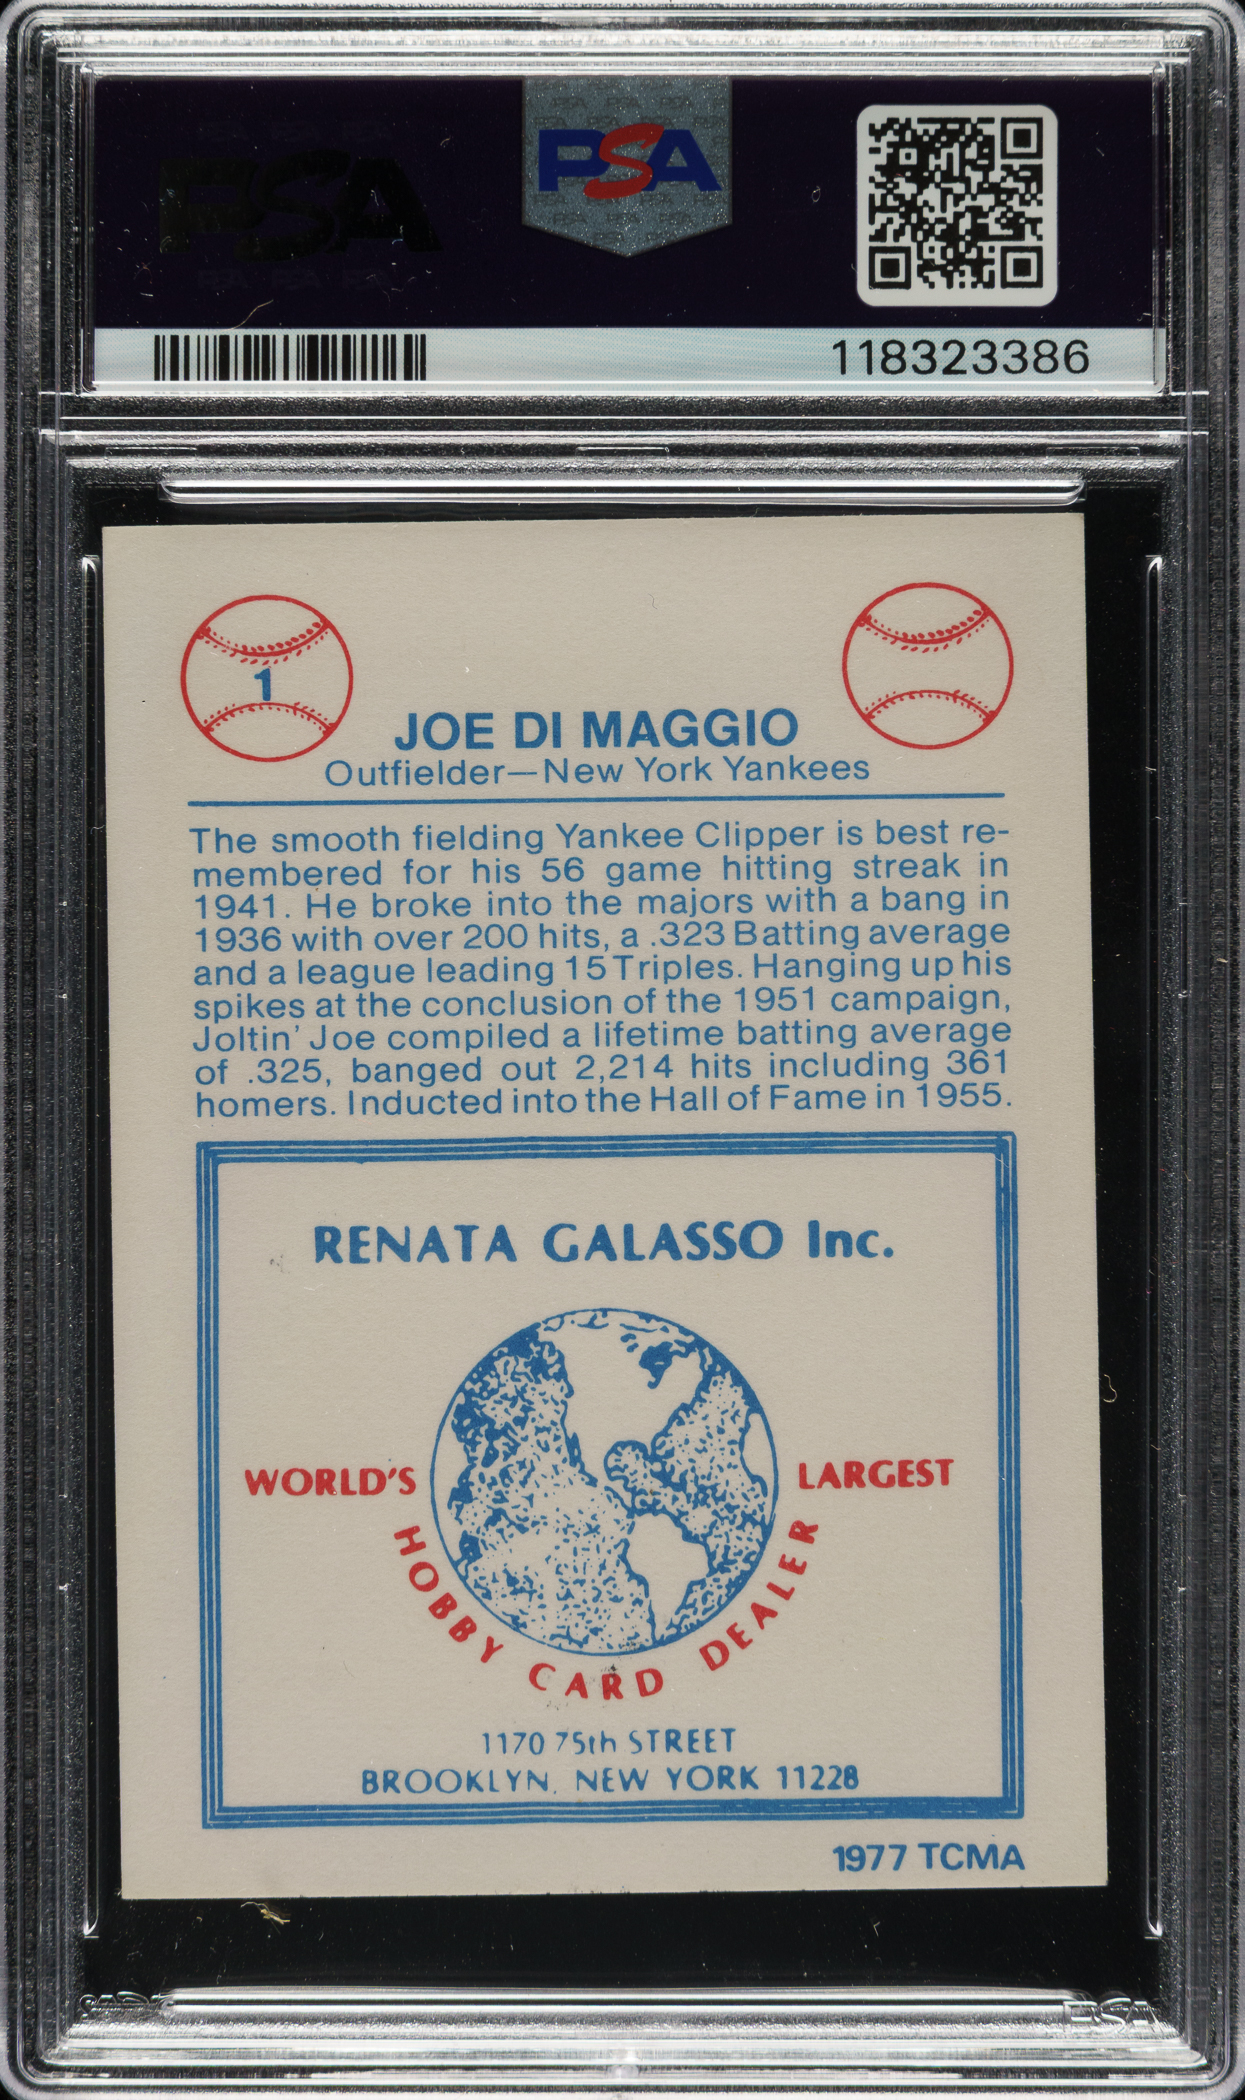 PSA
PSA
118323386
1
JOE DI MAGGIO
Outfielder—New York Yankees
The smooth fielding Yankee Clipper is best re-
membered for his 56 game hitting streak in
1941. He broke into the majors with a bang in
1936 with over 200 hits, a .323 Batting average
and a league leading 15 Triples. Hanging up his
spikes at the conclusion of the 1951 campaign,
Joltin' Joe compiled a lifetime batting average
of .325, banged out 2,214 hits including 361
homers. Inducted into the Hall of Fame in 1955.
RENATA GALASSO Inc.
WORLD'S LARGEST
HOBBY CARD DEALER
1170 75th STREET
BROOKLYN, NEW YORK 11228
1977 TCMA
PSA